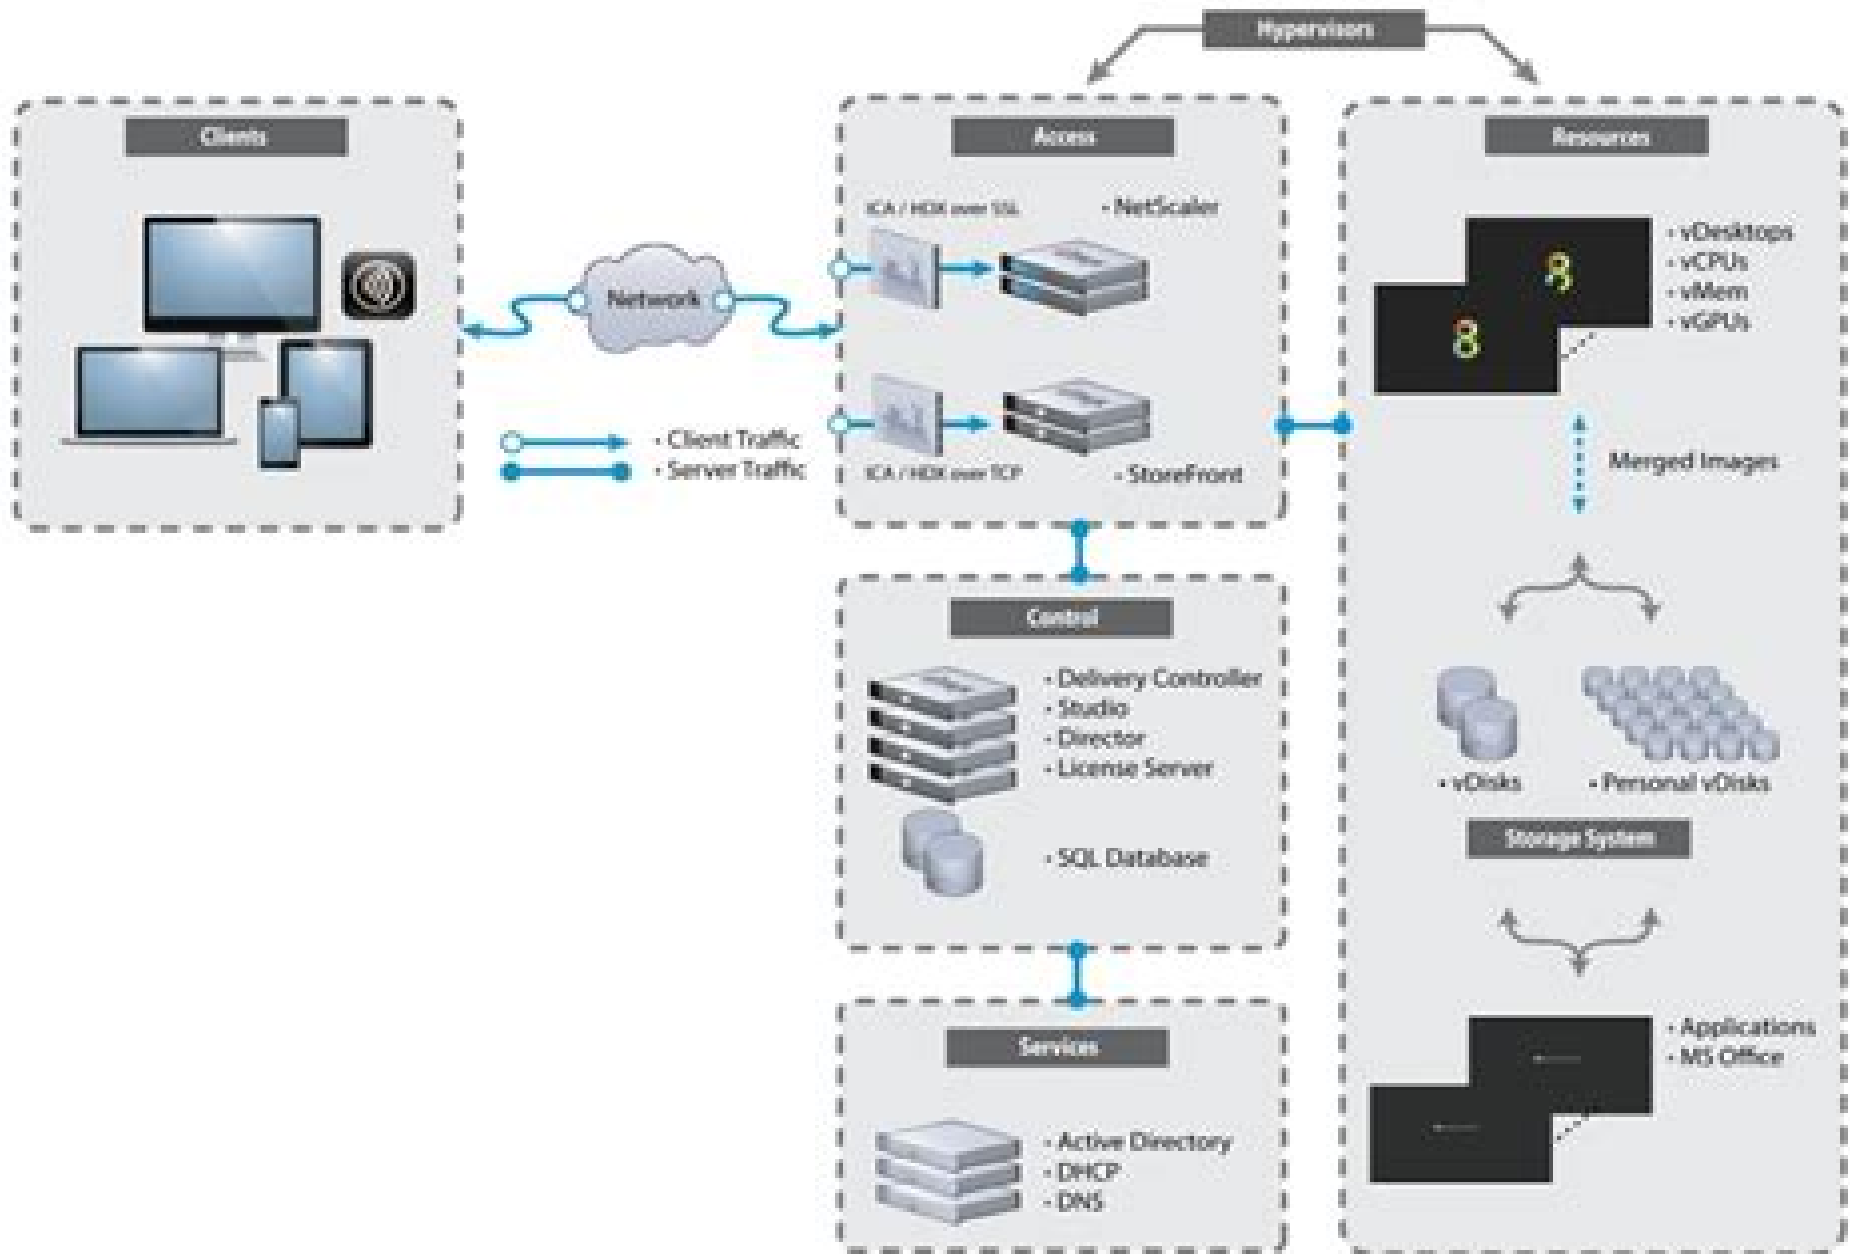 Hypervisors
Clients
Network
• Client Traffic
• Server Traffic
Access
ICA / HDX over SSL
• NetScaler
ICA / HDX over TCP
• StoreFront
Control
• Delivery Controller
• Studio
• Director
• License Server
• SQL Database
Services
• Active Directory
• DHCP
• DNS
Resources
• vDesktops
• vCPUs
• vMem
• vGPUs
Merged Images
• vDisks
• Personal vDisks
Storage System
• Applications
• MS Office